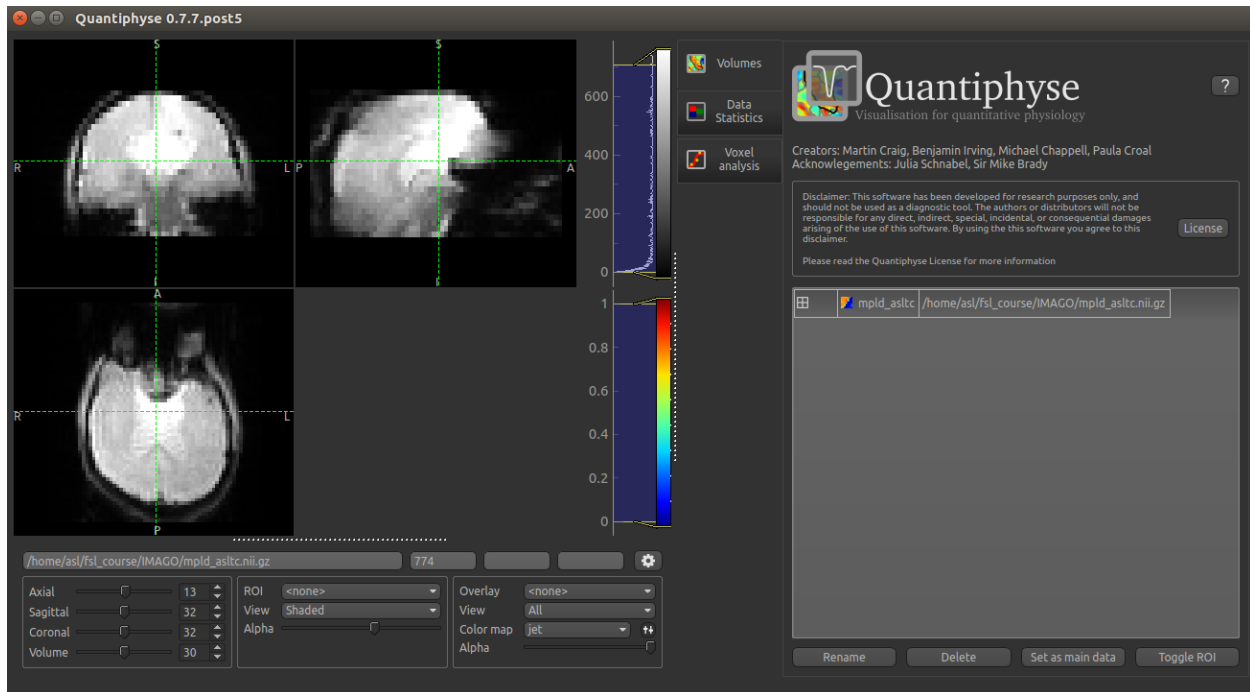 Quantiphyse 0.7.7.post5
S
R
L
I
S
P
A
I
A
R
L
P
600
400
200
0
1
0.8
0.6
0.4
0.2
0
/home/asl/fsl_course/IMAGO/mpld_asltc.nii.gz
774
Axial
13
Sagittal
32
Coronal
32
Volume
30
ROI
<none>
View
Shaded
Alpha
Overlay
<none>
View
All
Color map
jet
Alpha
Volumes
Data
Statistics
Voxel
analysis
Quantiphyse
Visualisation for quantitative physiology
?
Creators: Martin Craig, Benjamin Irving, Michael Chappell, Paula Croal
Acknowlegements: Julia Schnabel, Sir Mike Brady
Disclaimer: This software has been developed for research purposes only, and
should not be used as a diagnostic tool. The authors or distributors will not be
responsible for any direct, indirect, special, incidental, or consequential damages
arising of the use of this software. By using the this software you agree to this
disclaimer.
Please read the Quantiphyse License for more information
License
mpld_asltc /home/asl/fsl_course/IMAGO/mpld_asltc.nii.gz
Rename
Delete
Set as main data
Toggle ROI